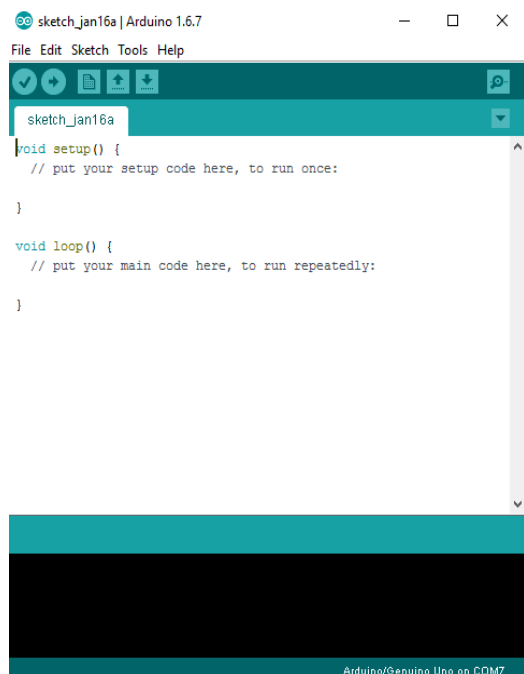 sketch_jan16a | Arduino 1.6.7
File Edit Sketch Tools Help
sketch_jan16a
void setup() {
  // put your setup code here, to run once:
}
void loop() {
  // put your main code here, to run repeatedly:
}
Arduino/Genuino Uno on COM7